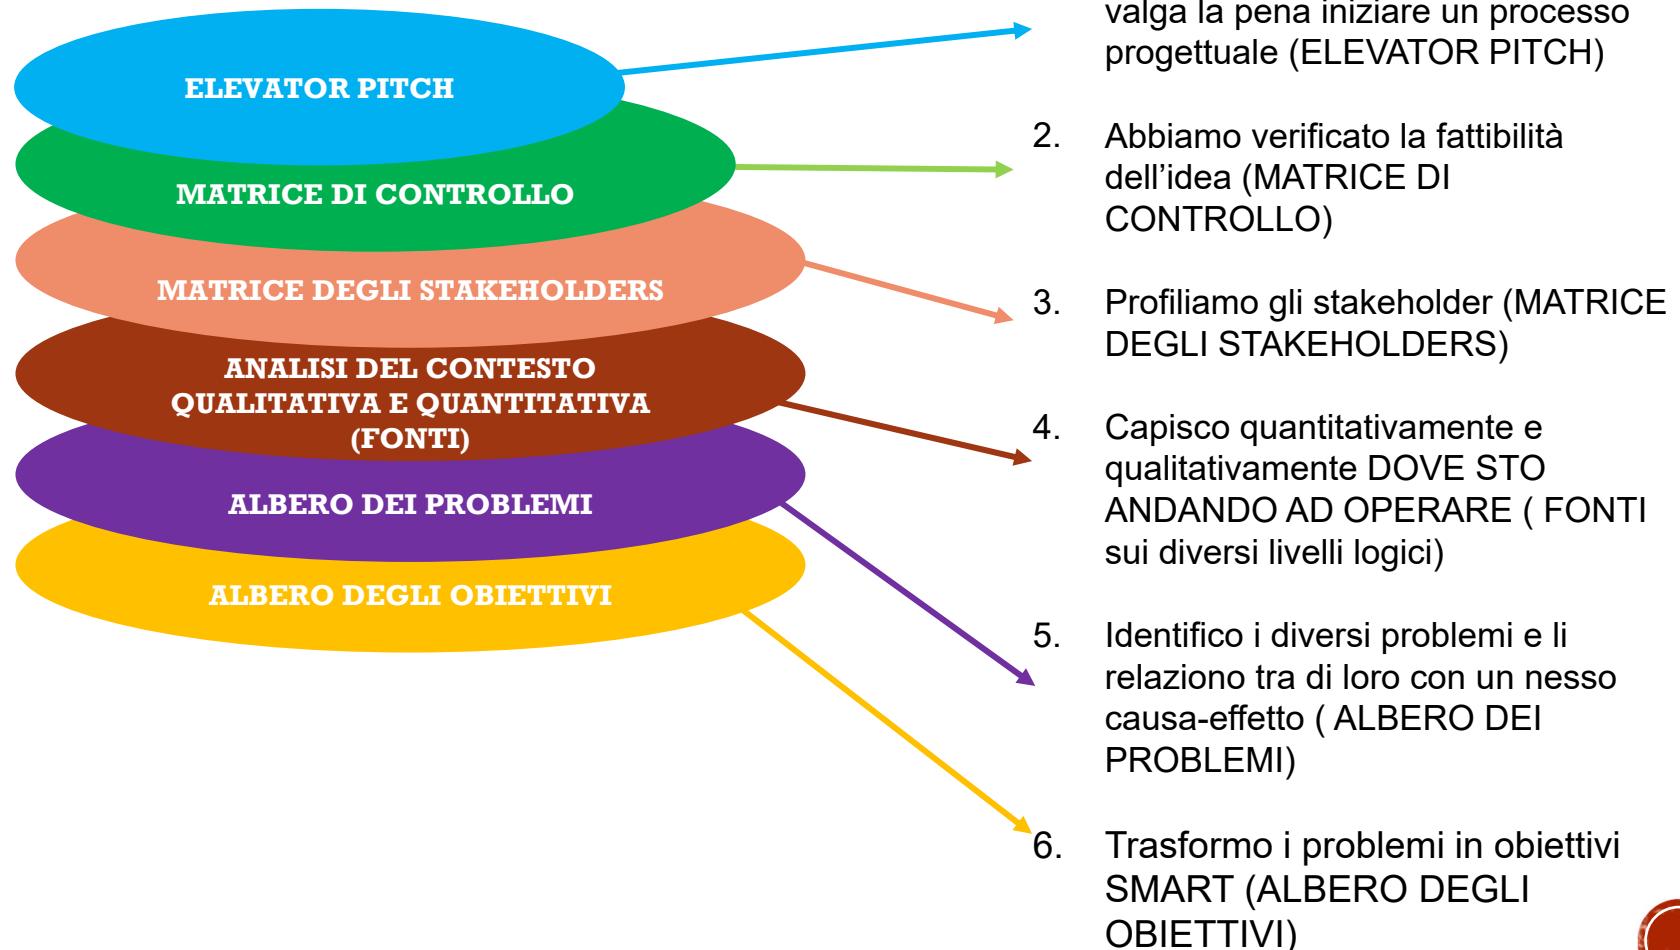 ELEVATOR PITCH
MATRICE DI CONTROLLO
MATRICE DEGLI STAKEHOLDERS
ANALISI DEL CONTESTO
QUALITATIVA E QUANTITATIVA
(FONTI)
ALBERO DEI PROBLEMI
ALBERO DEGLI OBIETTIVI
valga la pena iniziare un processo
progettuale (ELEVATOR PITCH)
2. Abbiamo verificato la fattibilità
dell’idea (MATRICE DI
CONTROLLO)
3. Profiliamo gli stakeholder (MATRICE
DEGLI STAKEHOLDERS)
4. Capisco quantitativamente e
qualitativamente DOVE STO
ANDANDO AD OPERARE ( FONTI
sui diversi livelli logici)
5. Identifico i diversi problemi e li
relaziono tra di loro con un nesso
causa-effetto ( ALBERO DEI
PROBLEMI)
6. Trasformo i problemi in obiettivi
SMART (ALBERO DEGLI
OBIETTIVI)